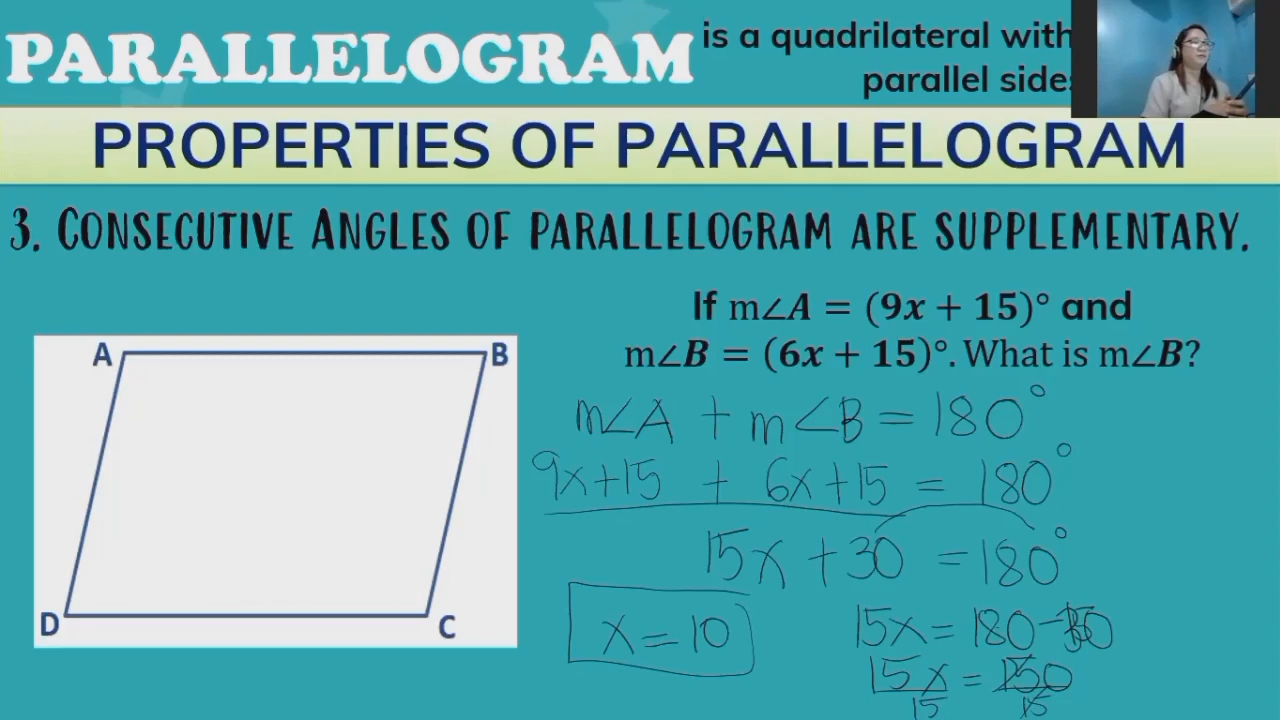 PARALLELOGRAM
is a quadrilateral with
parallel sides
PROPERTIES OF PARALLELOGRAM
3. CONSECUTIVE ANGLES OF PARALLELOGRAM ARE SUPPLEMENTARY.
If m∠A = (9x + 15)° and
m∠B = (6x + 15)°. What is m∠B?
A
B
D
C
m∠A + m∠B = 180°
9x+15 + 6x+15 = 180°
15x + 30 = 180°
x = 10
15x = 180 - 30
15x = 150
15 15